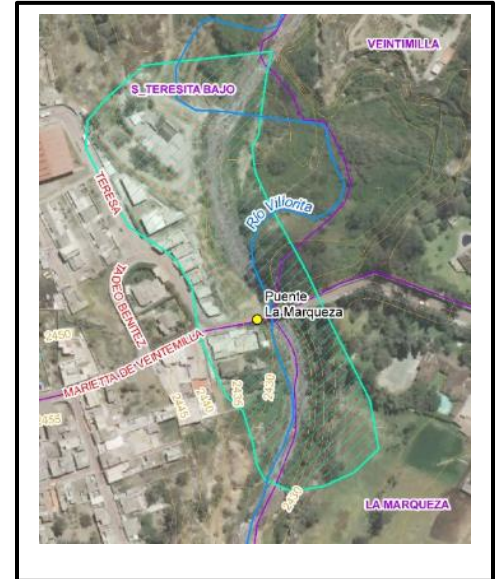 VEINTIMILLA
S_TERESITA BAJO
TERESA
Río Villorita
TADEO BENITEZ
Puente
La Marqueza
MARIETTA DE VEINTEMILLA
2450
2455
2445
2440
2435
2430
2430
LA MARQUEZA